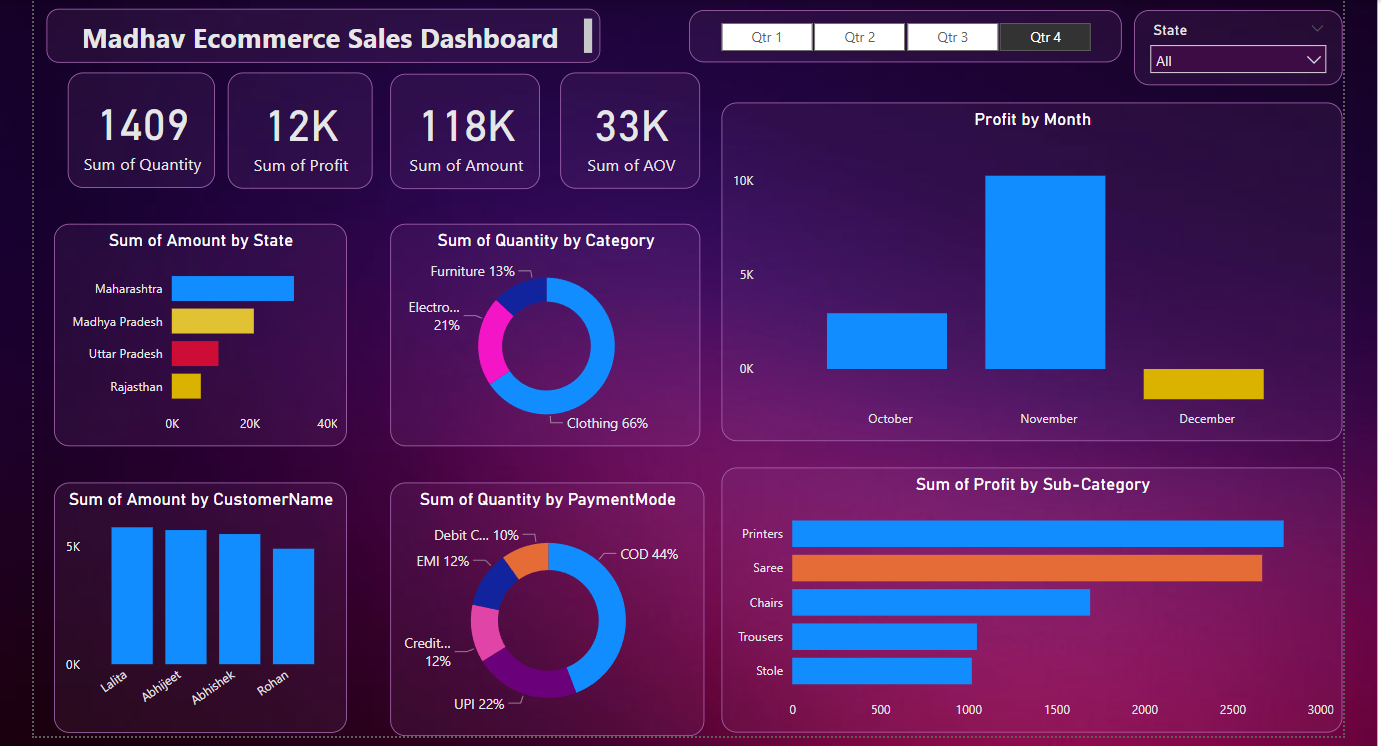 Madhav Ecommerce Sales Dashboard
Qtr 1
Qtr 2
Qtr 3
Qtr 4
State
All
1409
Sum of Quantity
12K
Sum of Profit
118K
Sum of Amount
33K
Sum of AOV
Profit by Month
10K
5K
0K
October
November
December
Sum of Amount by State
Maharashtra
Madhya Pradesh
Uttar Pradesh
Rajasthan
0K
20K
40K
Sum of Quantity by Category
Furniture 13%
Electro...
21%
Clothing 66%
Sum of Amount by CustomerName
5K
0K
Lalita
Abhijeet
Abhishek
Rohan
Sum of Quantity by PaymentMode
Debit C... 10%
COD 44%
EMI 12%
Credit...
12%
UPI 22%
Sum of Profit by Sub-Category
Printers
Saree
Chairs
Trousers
Stole
0
500
1000
1500
2000
2500
3000